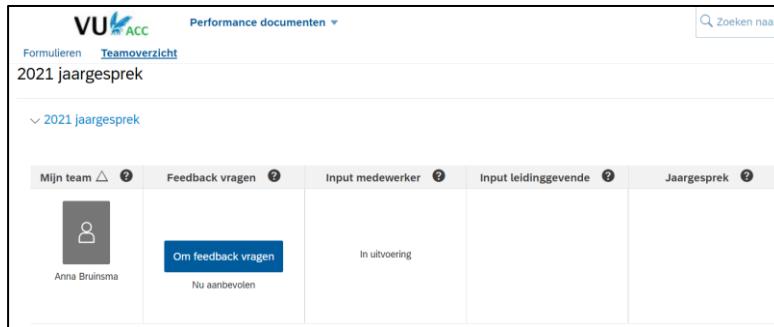 VU ACC
Performance documenten
Zoeken naa
Formulieren Teamoverzicht
2021 jaargesprek
2021 jaargesprek
Mijn team Feedback vragen Input medewerker Input leidinggevende Jaargesprek
Om feedback vragen
In uitvoering
Anna Bruinsma
Nu aanbevolen